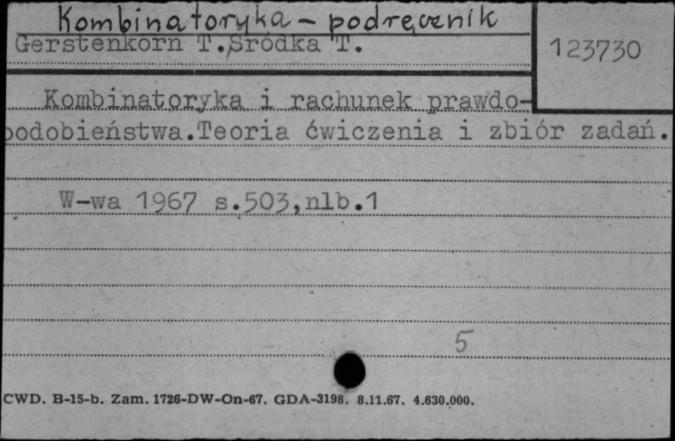 Kombinatoryka - podręcznik
Gerstenkorn T.Śródka T.
123730
Kombinatoryka i rachunek prawdo-
podobieństwa.Teoria ćwiczenia i zbiór zadań.
W-wa 1967 s.503,nlb.1
5
CWD. B-15-b. Zam. 1726-DW-On-67. GDA-3198. 8.11.67. 4.630.000.